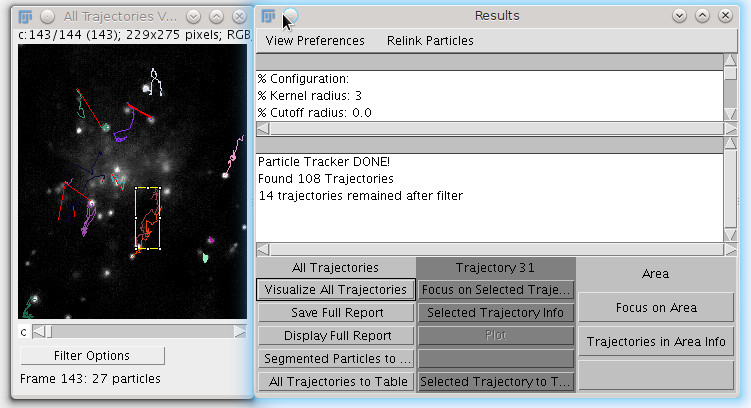 All Trajectories V...
c:143/144 (143); 229x275 pixels; RGB
c
Filter Options
Frame 143: 27 particles
Results
View Preferences Relink Particles
% Configuration:
% Kernel radius: 3
% Cutoff radius: 0.0
Particle Tracker DONE!
Found 108 Trajectories
14 trajectories remained after filter
All Trajectories
Visualize All Trajectories
Save Full Report
Display Full Report
Segmented Particles to ...
All Trajectories to Table
Trajectory 31
Focus on Selected Traje...
Selected Trajectory Info
Plot
Selected Trajectory to T...
Area
Focus on Area
Trajectories in Area Info